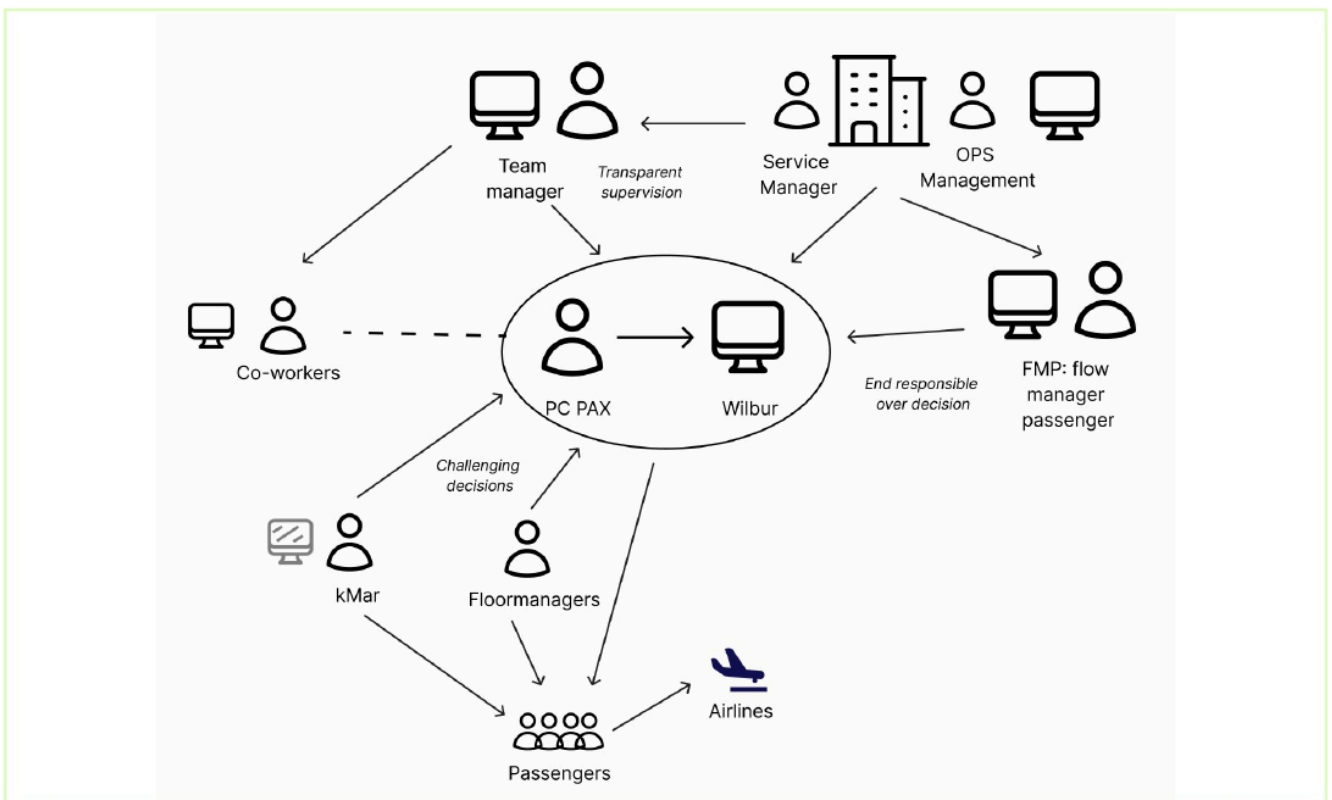 Team
manager
Transparent
supervision
Service
Manager
OPS
Management
Co-workers
PC PAX
Wilbur
End responsible
over decision
FMP: flow
manager
passenger
Challenging
decisions
kMar
Floormanagers
Airlines
Passengers